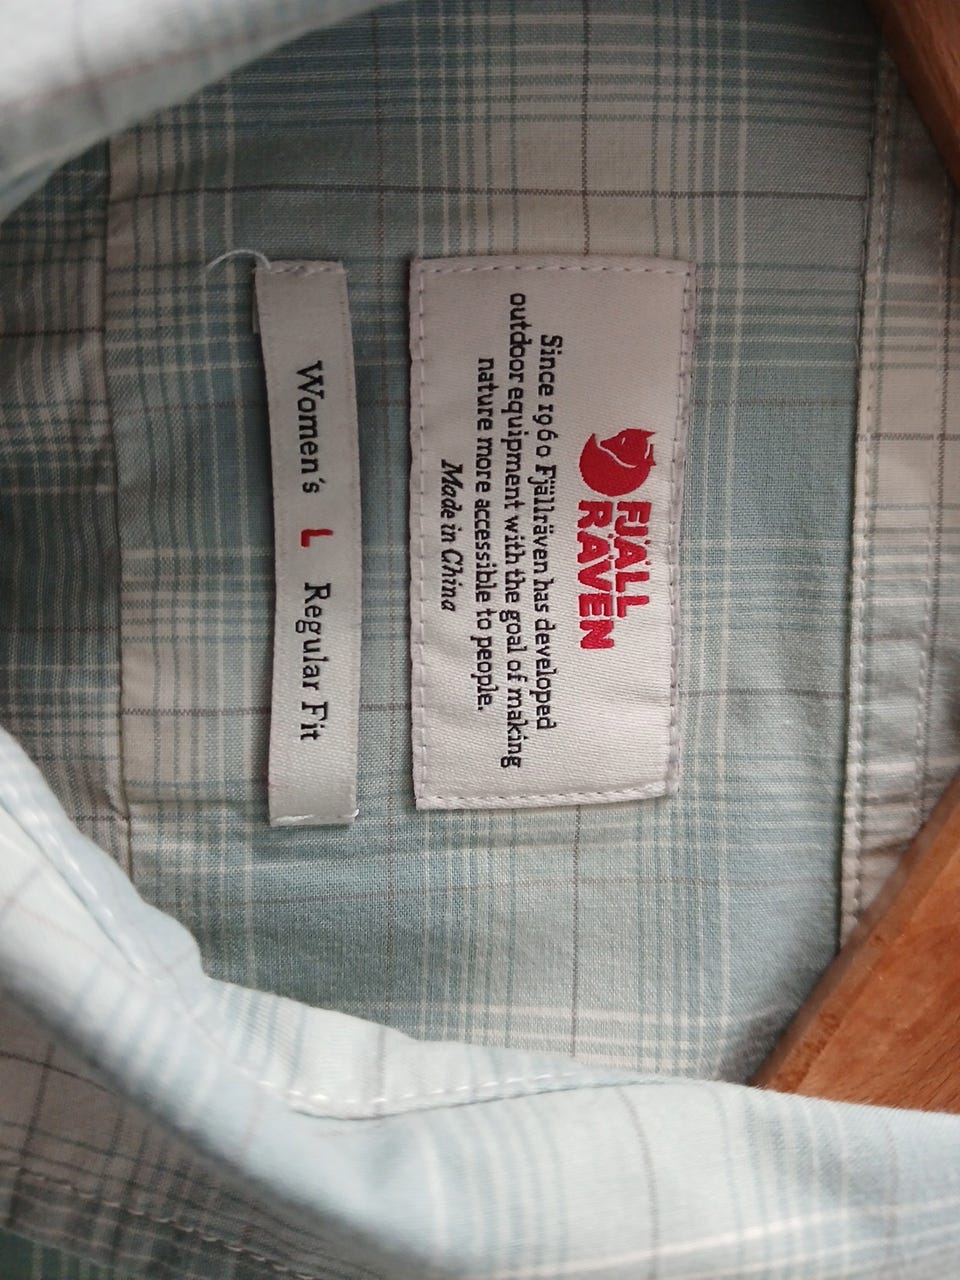 FJÄLL
RÄVEN
Since 1960 Fjällräven has developed
outdoor equipment with the goal of making
nature more accessible to people.
Made in China
Women's L Regular Fit